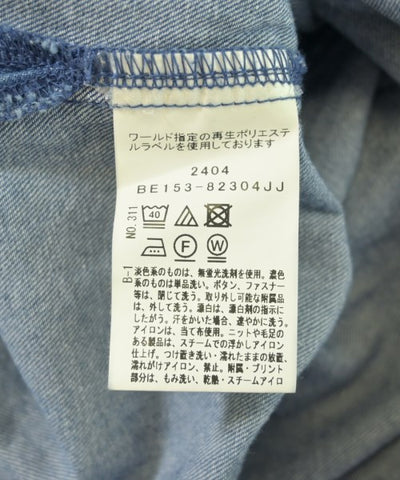 ワールド指定の再生ポリエステ
ルラベルを使用しております
2404
BE153-82304JJ
NO.311
40
F
W
B-1
淡色系のものは、無蛍光洗剤を使用。濃色
系のものは単品洗い。ボタン、ファスナー
等は、閉じて洗う。取り外し可能な附属品
は、外して洗う。漂白は、漂白剤の指示に
したがう。汗をかいた場合、速やかに洗う。
アイロンは、当て布使用。ニットや毛足の
ある製品は、スチームでの浮かしアイロン
仕上げ。つけ置き洗い・濡れたままの放置、
濡れがけアイロン、禁止。附属・プリント
部分は、もみ洗い、乾熱・スチームアイロ